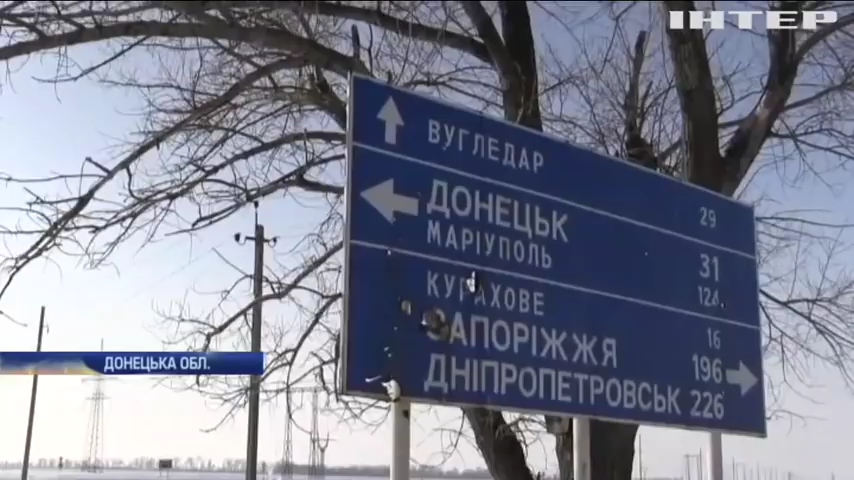 ІНТЕР
ВУГЛЕДАР 29
ДОНЕЦЬК 31
МАРІУПОЛЬ 124
КУРАХОВЕ 16
ЗАПОРІЖЖЯ 196
ДНІПРОПЕТРОВСЬК 226
ДОНЕЦЬКА ОБЛ.